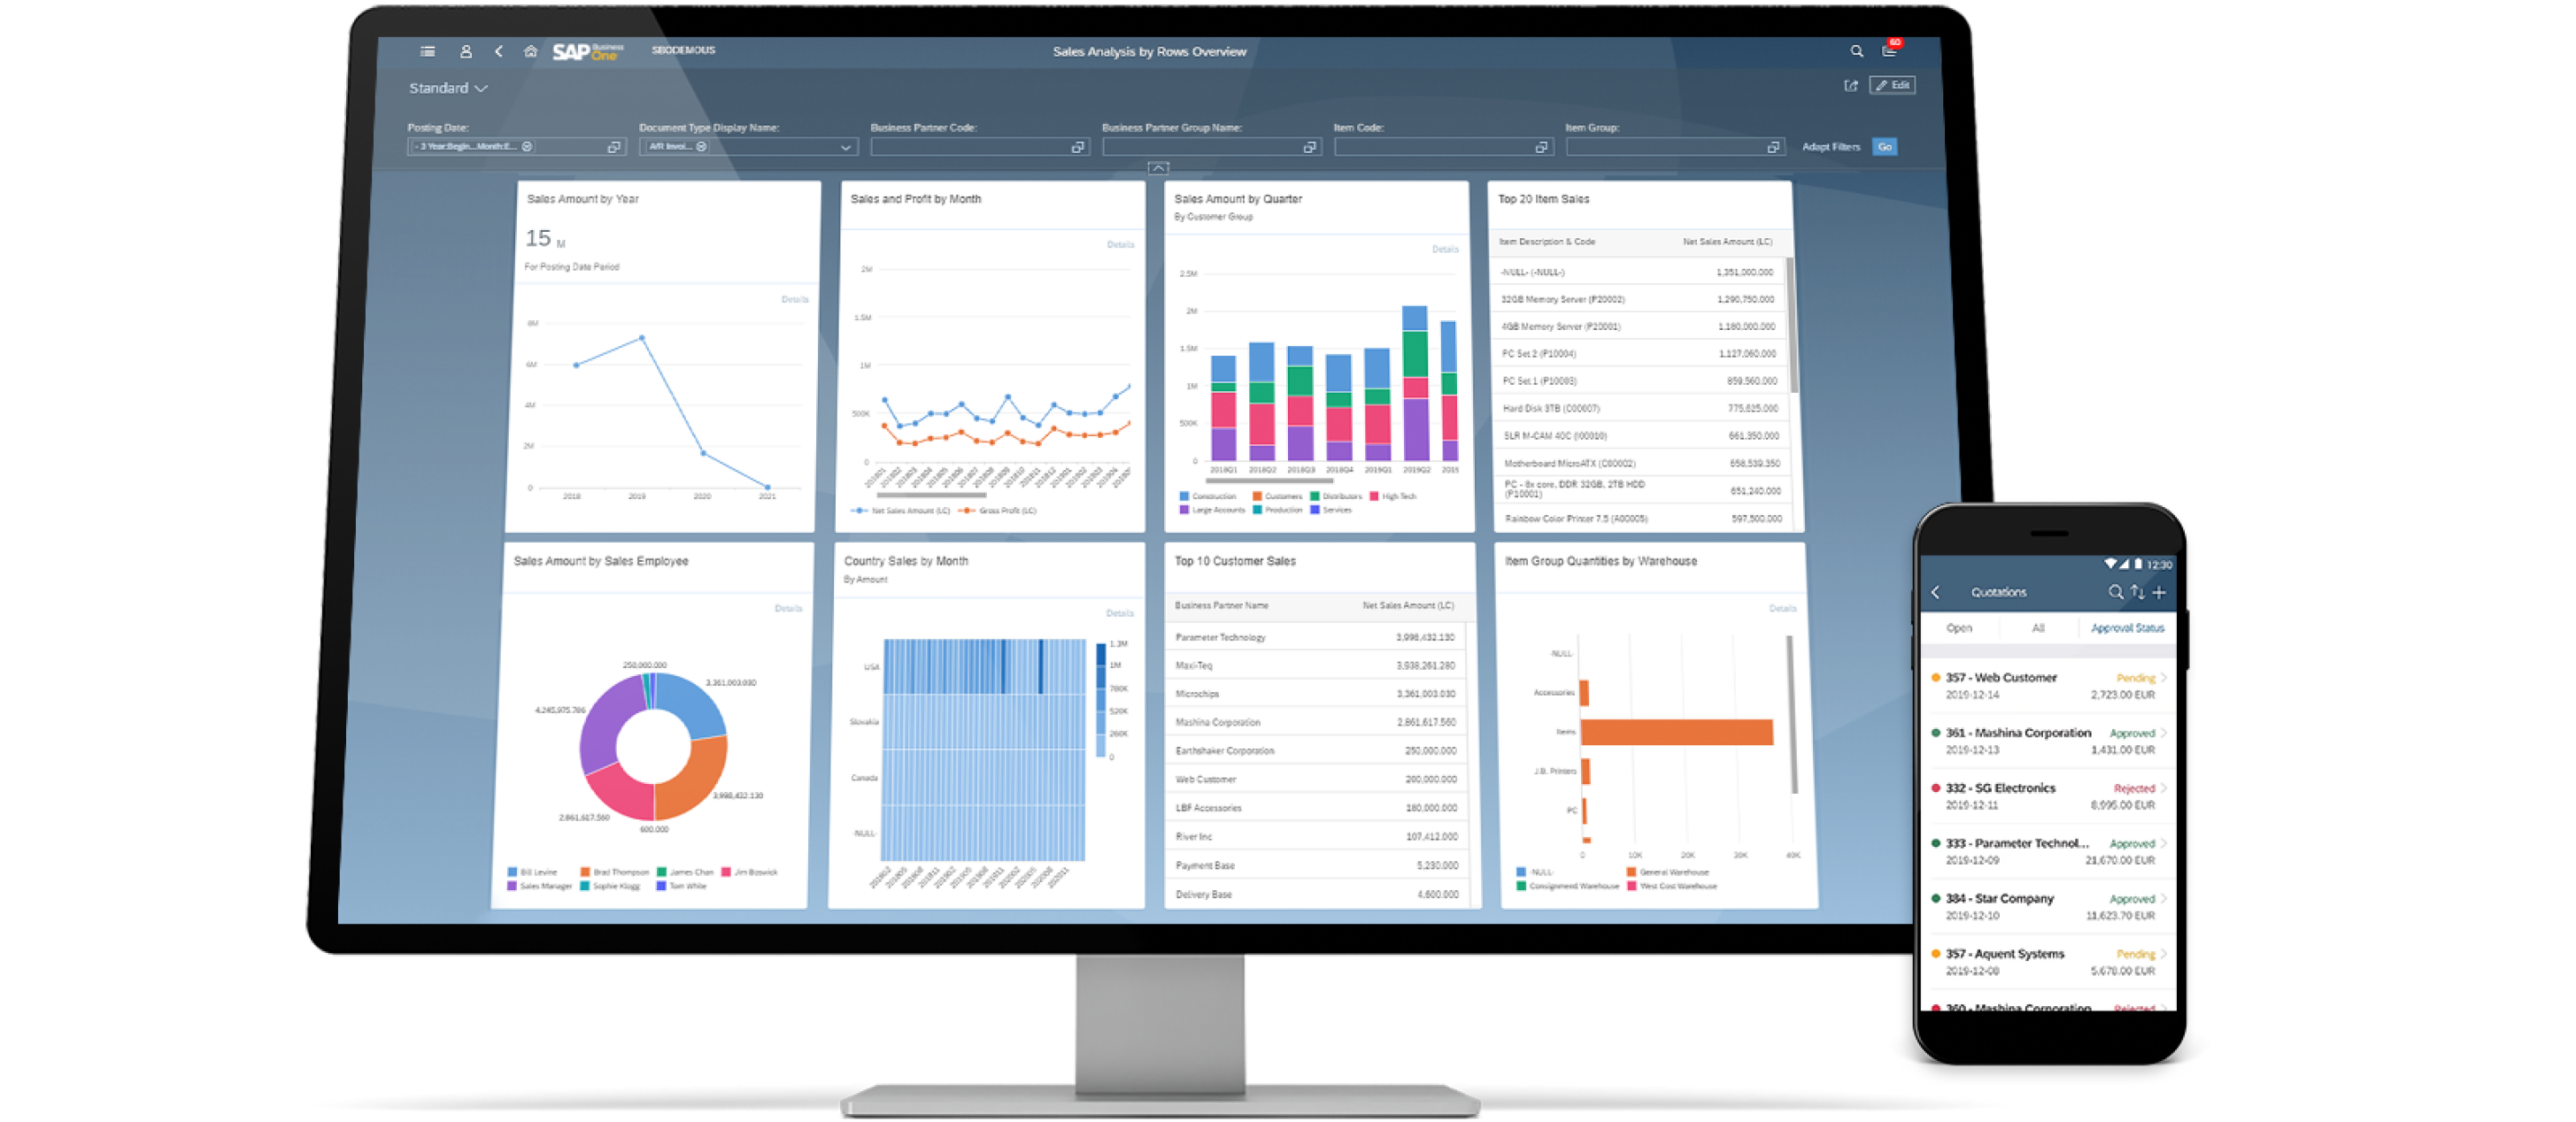 SAP Business One
SBODEMOUS
Sales Analysis by Rows Overview
60
Standard
Edit
Posting Date:
Document Type Display Name:
Business Partner Code:
Business Partner Group Name:
Item Code:
Item Group:
- 3 Year:Begin...Month:E...
A/R Invoi...
Adapt Filters
Go
Sales Amount by Year
15 M
For Posting Date Period
Details
8M
6M
4M
2M
0
2018
2019
2020
2021
Sales and Profit by Month
Details
2M
1.5M
1M
500K
0
Net Sales Amount (LC)
Gross Profit (LC)
Sales Amount by Quarter
By Customer Group
Details
2.5M
2M
1.5M
1M
500K
0
2018Q1 2018Q2 2018Q3 2018Q4 2019Q1 2019Q2 2019
Construction Customers Distributors High Tech
Large Accounts Production Services
Top 20 Item Sales
Item Description & Code Net Sales Amount (LC)
-NULL- (-NULL-) 1,351,000.000
32GB Memory Server (P20002) 1,290,750.000
4GB Memory Server (P20001) 1,180,000.000
PC Set 2 (P10004) 1,127,060.000
PC Set 1 (P10003) 859,560.000
Hard Disk 3TB (C00007) 775,625.000
SLR M-CAM 40C (I00010) 661,350.000
Motherboard MicroATX (C00002) 658,539.350
PC - 8x core, DDR 32GB, 2TB HDD
(P10001) 651,240.000
Rainbow Color Printer 7.5 (A00005) 597,500.000
Sales Amount by Sales Employee
Details
250,000.000
3,361,003.030
4,245,975.786
3,998,432.130
2,861,617.560
600.000
Bill Levine Brad Thompson James Chan Jim Boswick
Sales Manager Sophie Klogg Tom White
Country Sales by Month
By Amount
Details
USA
Slovakia
Canada
-NULL-
1.3M
1M
780K
520K
260K
0
Top 10 Customer Sales
Business Partner Name Net Sales Amount (LC)
Parameter Technology 3,998,432.130
Maxi-Teq 3,938,261.280
Microchips 3,361,003.030
Mashina Corporation 2,861,617.560
Earthshaker Corporation 250,000.000
Web Customer 200,000.000
LBF Accessories 180,000.000
River Inc 107,412.000
Payment Base 5,230.000
Delivery Base 4,600.000
Item Group Quantities by Warehouse
Details
-NULL-
Accessories
Items
J.B. Printers
PC
0 10K 20K 30K 40K
-NULL- General Warehouse
Consignment Warehouse West Cost Warehouse
12:30
Quotations
Open All Approval Status
357 - Web Customer Pending
2019-12-14 2,723.00 EUR
361 - Mashina Corporation Approved
2019-12-13 1,431.00 EUR
332 - SG Electronics Rejected
2019-12-11 8,995.00 EUR
333 - Parameter Technol... Approved
2019-12-09 21,670.00 EUR
384 - Star Company Approved
2019-12-10 11,623.70 EUR
357 - Aquent Systems Pending
2019-12-08 5,678.00 EUR
360 - Mashina Corporation Rejected